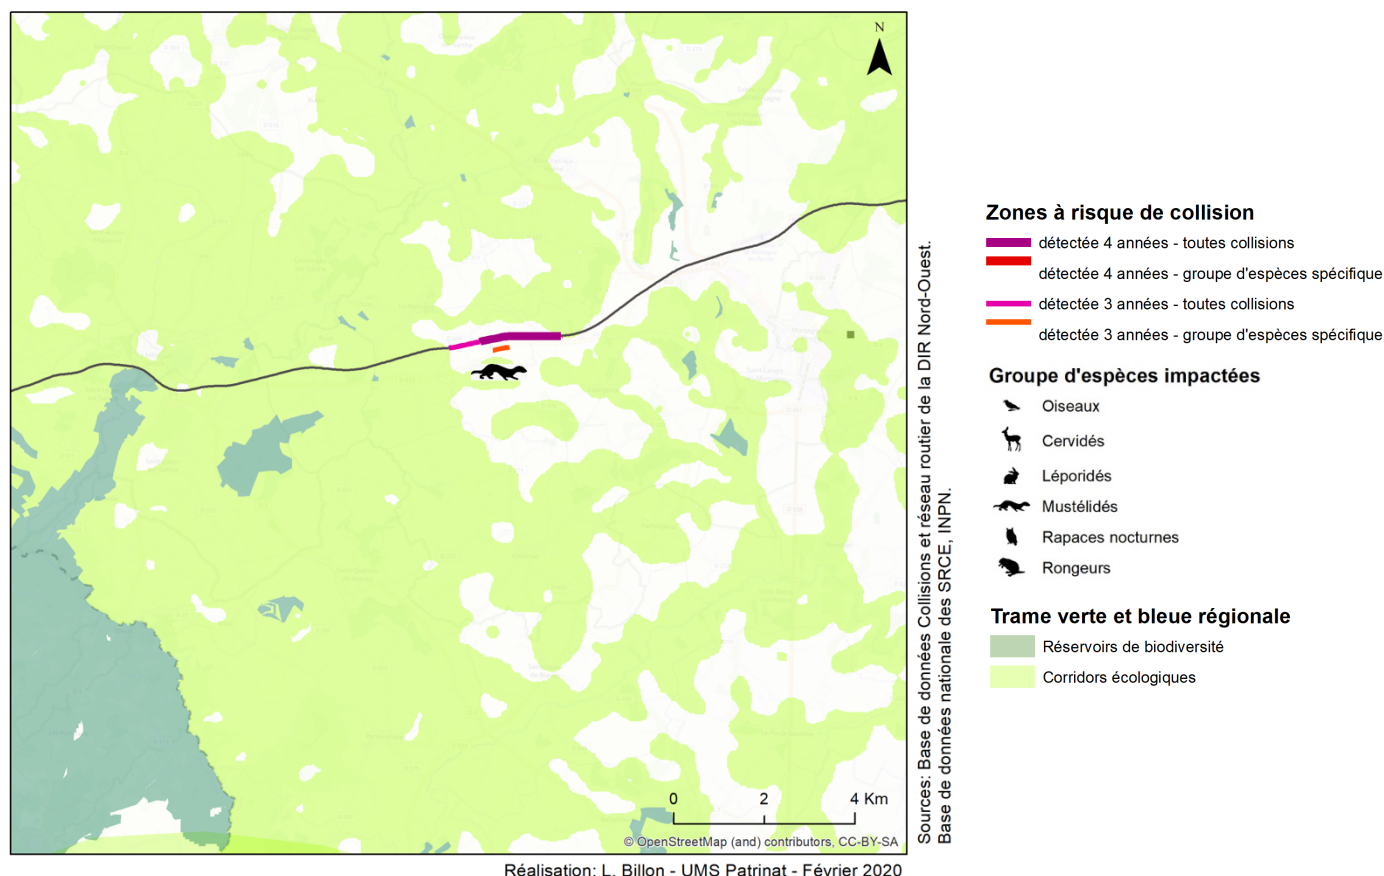 N
0 2 4 Km
© OpenStreetMap (and) contributors, CC-BY-SA
Réalisation: L. Billon - UMS Patrinat - Février 2020
Sources: Base de données Collisions et réseau routier de la DIR Nord-Ouest.
Base de données nationale des SRCE, INPN.
Zones à risque de collision
détectée 4 années - toutes collisions
détectée 4 années - groupe d'espèces spécifique
détectée 3 années - toutes collisions
détectée 3 années - groupe d'espèces spécifique
Groupe d'espèces impactées
Oiseaux
Cervidés
Léporidés
Mustélidés
Rapaces nocturnes
Rongeurs
Trame verte et bleue régionale
Réservoirs de biodiversité
Corridors écologiques